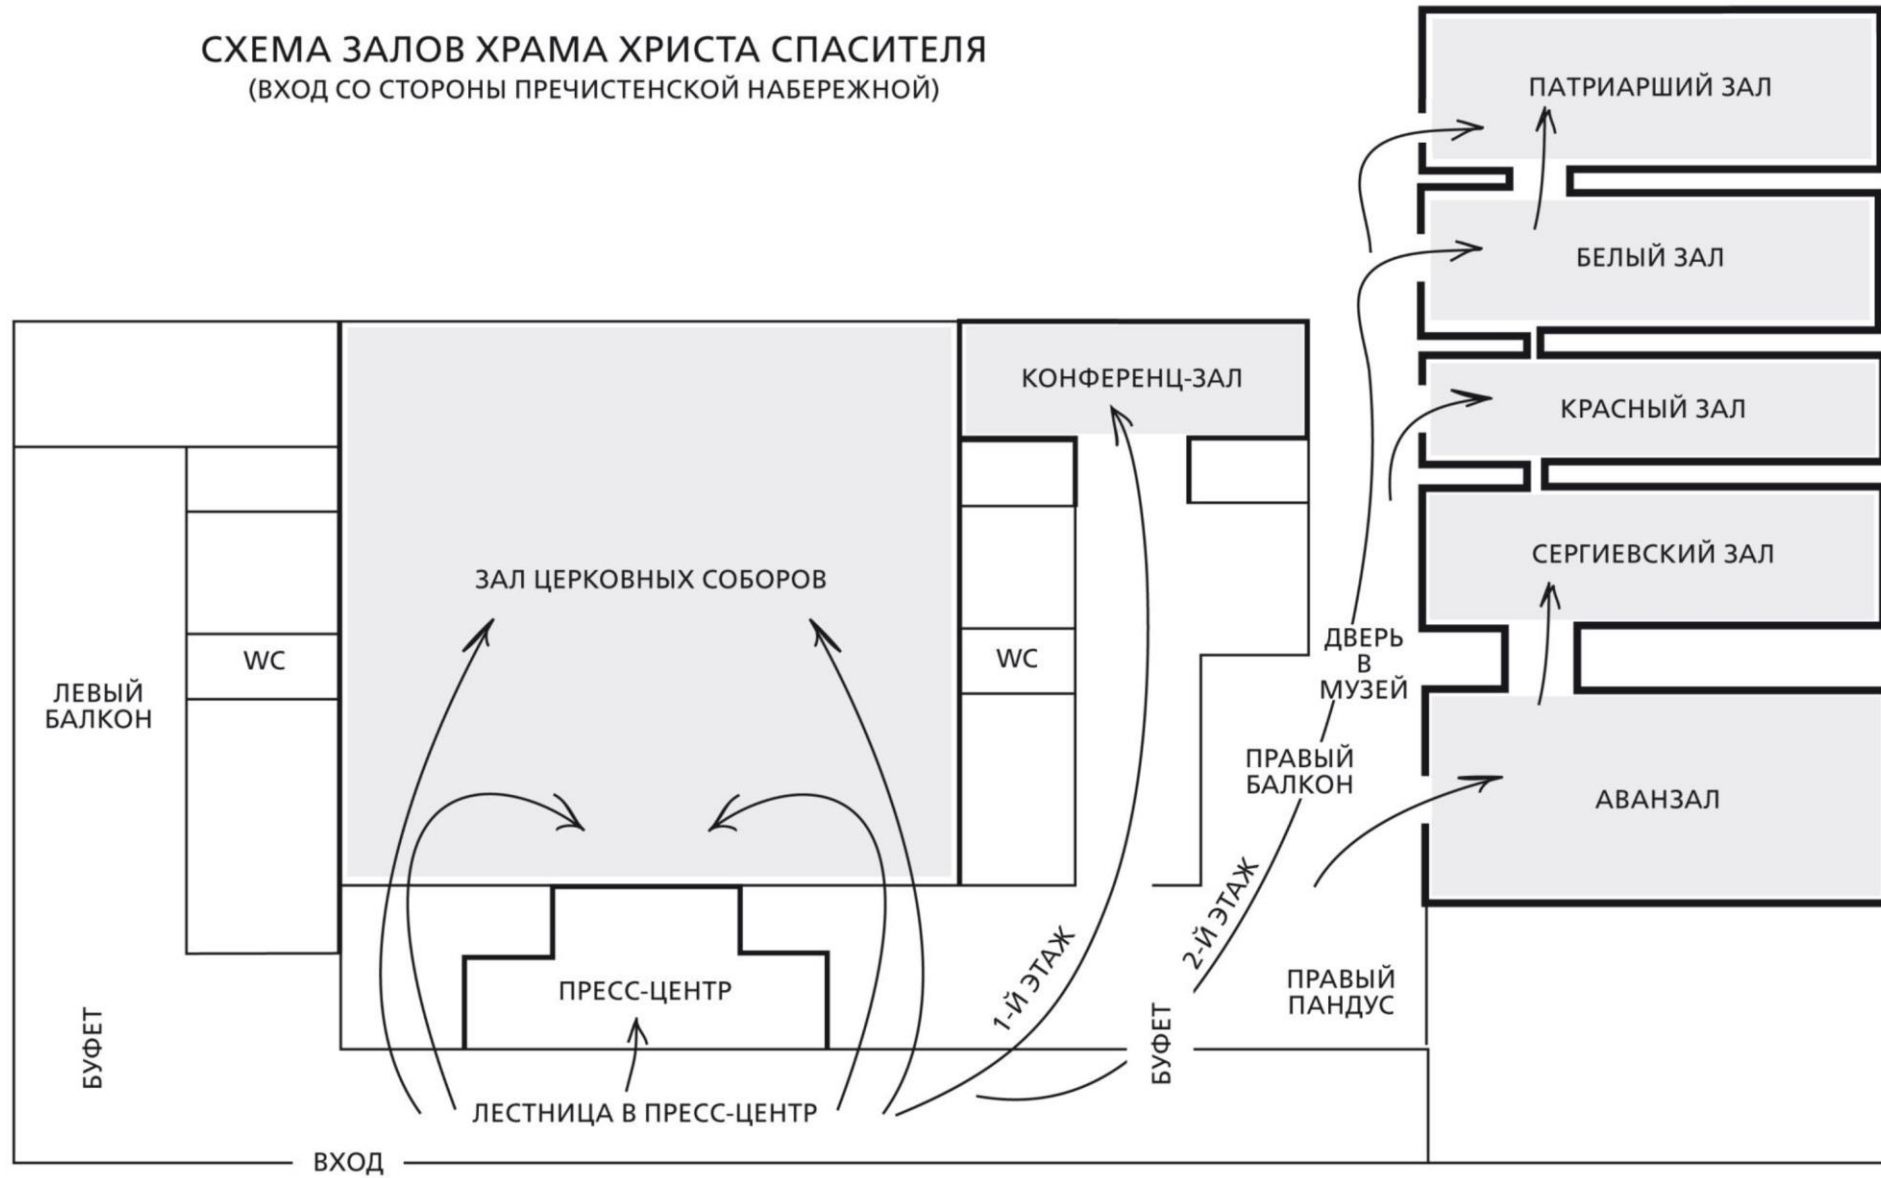 СХЕМА ЗАЛОВ ХРАМА ХРИСТА СПАСИТЕЛЯ
(ВХОД СО СТОРОНЫ ПРЕЧИСТЕНСКОЙ НАБЕРЕЖНОЙ)
ПАТРИАРШИЙ ЗАЛ
БЕЛЫЙ ЗАЛ
КОНФЕРЕНЦ-ЗАЛ
КРАСНЫЙ ЗАЛ
СЕРГИЕВСКИЙ ЗАЛ
ЗАЛ ЦЕРКОВНЫХ СОБОРОВ
ДВЕРЬ
В
МУЗЕЙ
WC
WC
ЛЕВЫЙ
БАЛКОН
ПРАВЫЙ
БАЛКОН
АВАНЗАЛ
2-Й ЭТАЖ
1-Й ЭТАЖ
ПРЕСС-ЦЕНТР
ПРАВЫЙ
ПАНДУС
БУФЕТ
БУФЕТ
ЛЕСТНИЦА В ПРЕСС-ЦЕНТР
ВХОД